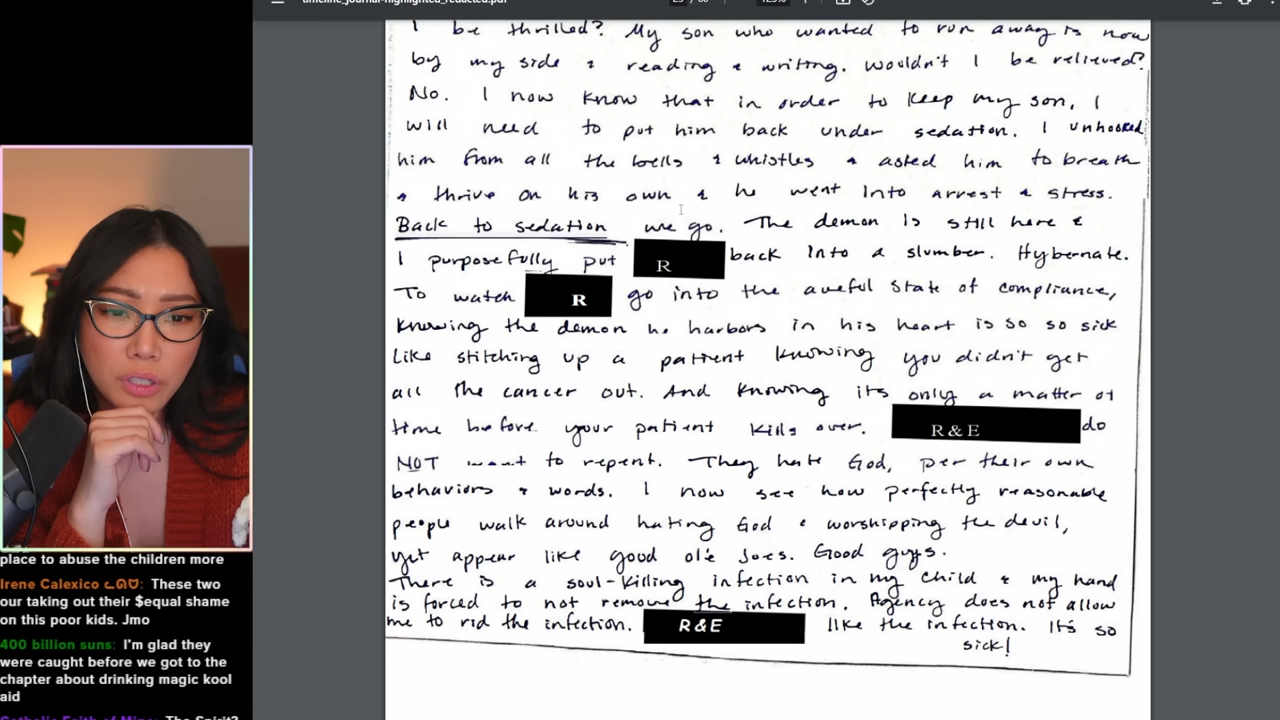 timeline_journal-highlighted_redacted.pdf
I be thrilled? My son who wanted to run away is now
by my side & reading & writing. Wouldn't I be relieved?
No. I now know that in order to keep my son, I
will need to put him back under sedation. I unhooked
him from all the bells & whistles & asked him to breath
& thrive on his own & he went into arrest & stress.
Back to sedation we go. The demon is still here &
I purposefully put R back into a slumber. Hybernate.
To watch R go into the aweful state of compliance,
knowing the demon he harbors in his heart is so so sick
like stitching up a patient knowing you didn't get
all the cancer out. And knowing its only a matter of
time before your patient kills over. R & E do
NOT want to repent. They hate God, per their own
behaviors & words. I now see how perfectly reasonable
people walk around hating God & worshipping the devil,
yet appear like good ole Joes. Good guys.
There is a soul-killing infection in my child & my hand
is forced to not remove the infection. Agency does not allow
me to rid the infection. R&E like the infection. It's so
sick!
place to abuse the children more
Irene Calexico: These two
our taking out their $equal shame
on this poor kids. Jmo
400 billion suns: I'm glad they
were caught before we got to the
chapter about drinking magic kool
aid